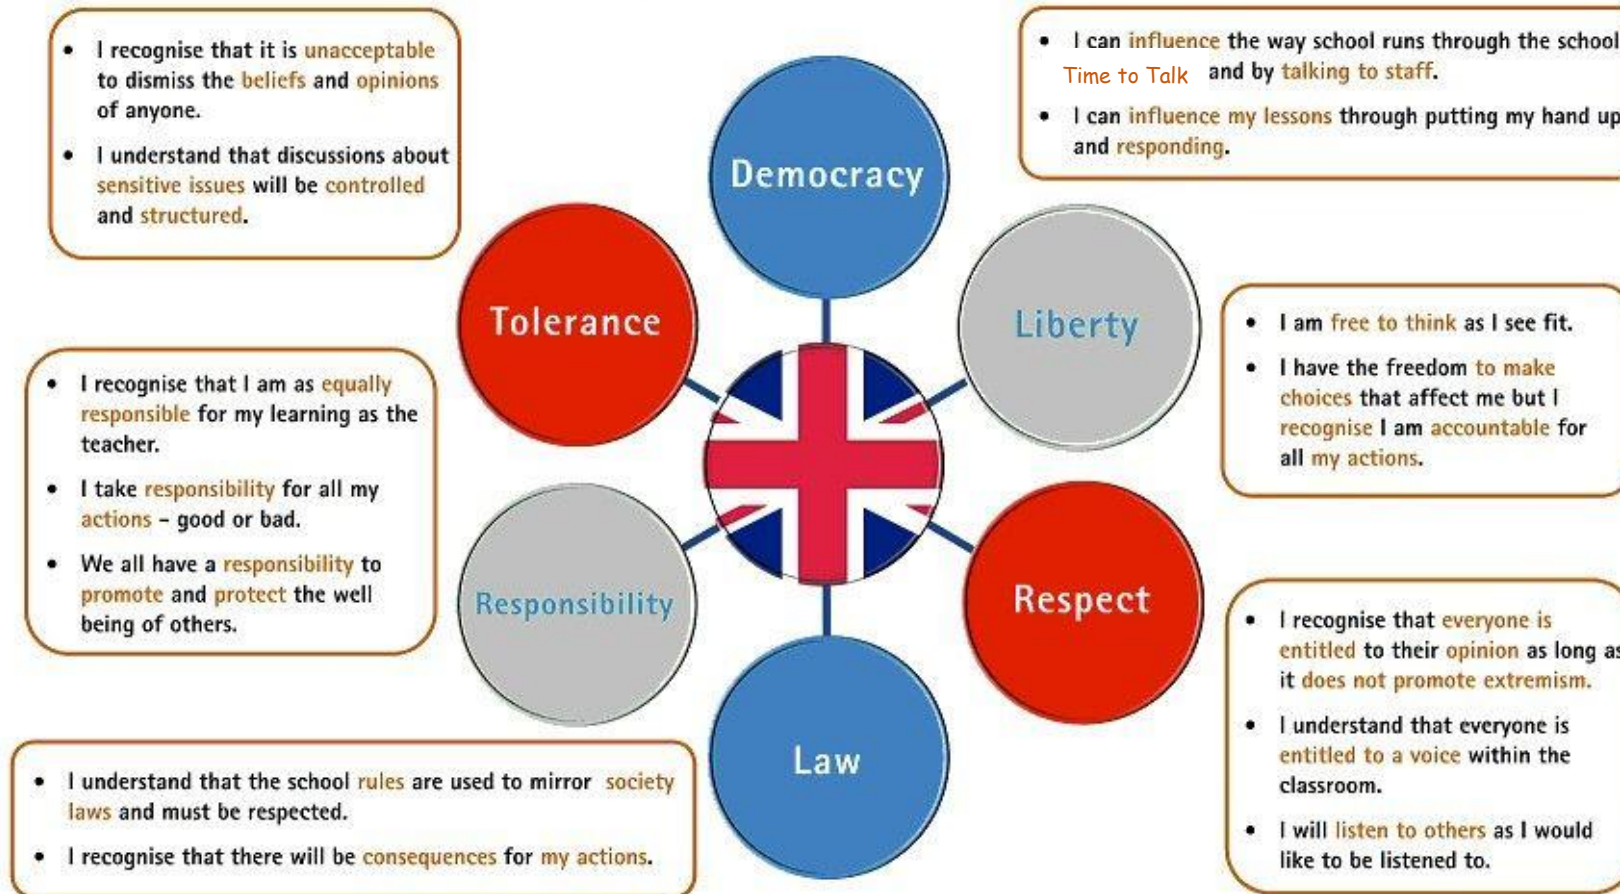 • I recognise that it is unacceptable
to dismiss the beliefs and opinions
of anyone.
• I understand that discussions about
sensitive issues will be controlled
and structured.
• I can influence the way school runs through the school
Time to Talk and by talking to staff.
• I can influence my lessons through putting my hand up
and responding.
Democracy
Tolerance
Liberty
• I am free to think as I see fit.
• I have the freedom to make
choices that affect me but I
recognise I am accountable for
all my actions.
• I recognise that I am as equally
responsible for my learning as the
teacher.
• I take responsibility for all my
actions – good or bad.
• We all have a responsibility to
promote and protect the well
being of others.
Responsibility
Respect
• I recognise that everyone is
entitled to their opinion as long as
it does not promote extremism.
• I understand that everyone is
entitled to a voice within the
classroom.
• I will listen to others as I would
like to be listened to.
Law
• I understand that the school rules are used to mirror society
laws and must be respected.
• I recognise that there will be consequences for my actions.